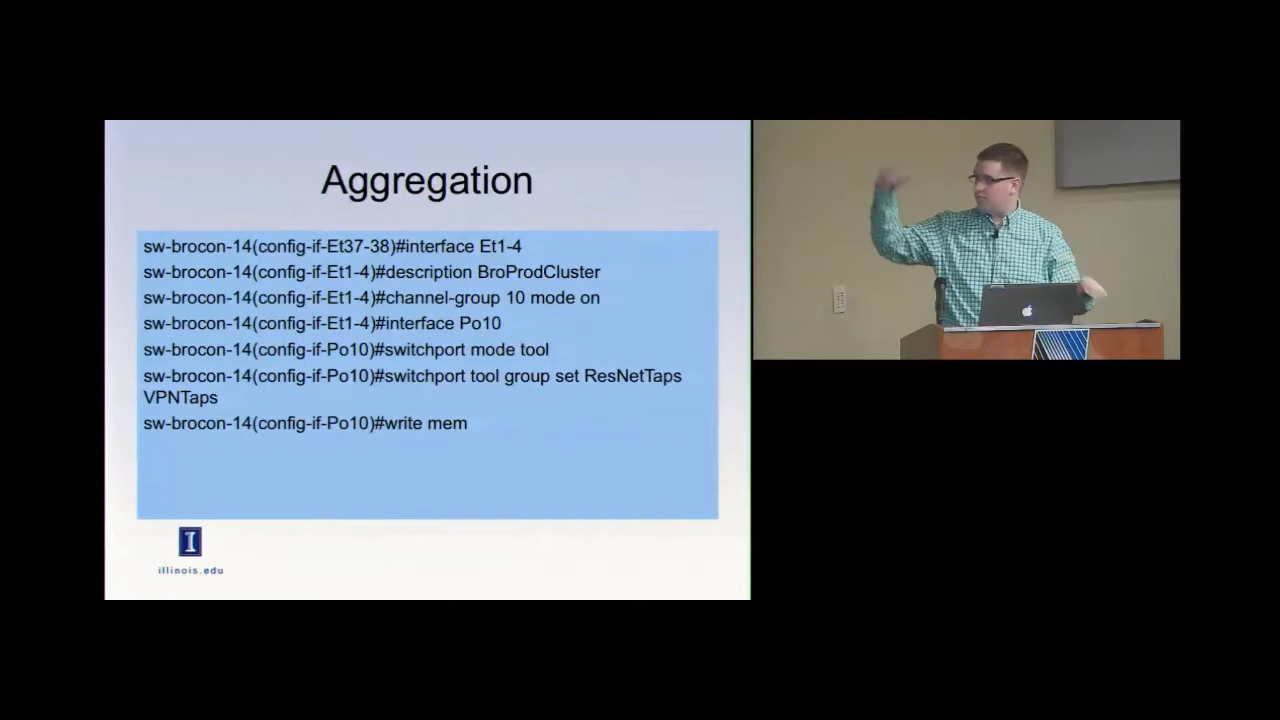 Aggregation
sw-brocon-14(config-if-Et37-38)#interface Et1-4
sw-brocon-14(config-if-Et1-4)#description BroProdCluster
sw-brocon-14(config-if-Et1-4)#channel-group 10 mode on
sw-brocon-14(config-if-Et1-4)#interface Po10
sw-brocon-14(config-if-Po10)#switchport mode tool
sw-brocon-14(config-if-Po10)#switchport tool group set ResNetTaps
VPNTaps
sw-brocon-14(config-if-Po10)#write mem
I
illinois.edu